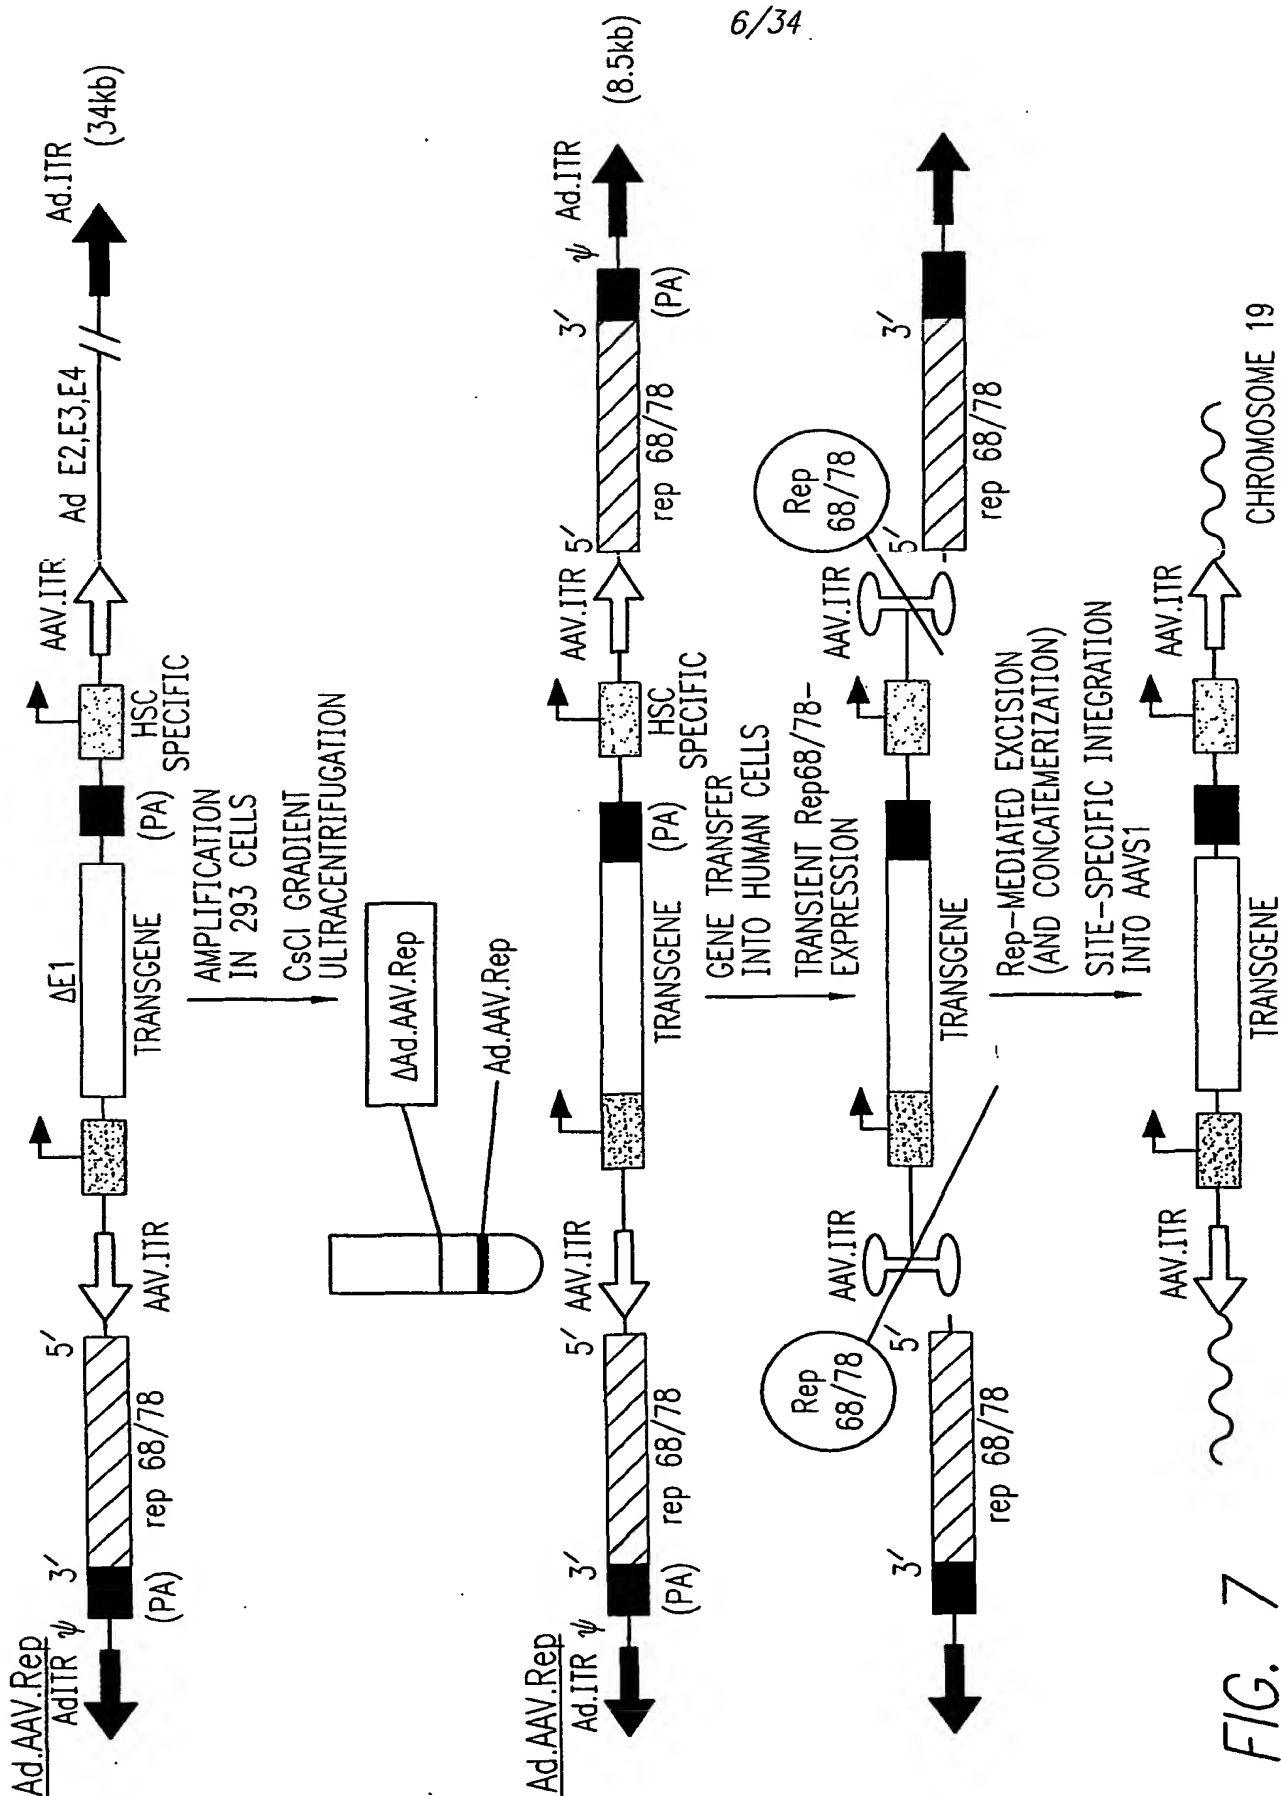 6/34
Ad.AAV.Rep
AdITR ψ 3′ 5′ AAV.ITR ΔE1 AAV.ITR Ad E2,E3,E4 Ad.ITR
(PA) rep 68/78 TRANSGENE (PA) HSC SPECIFIC (34kb)
AMPLIFICATION
IN 293 CELLS
CsCl GRADIENT
ULTRACENTRIFUGATION
ΔAd.AAV.Rep
Ad.AAV.Rep
Ad.AAV.Rep
Ad.ITR ψ 3′ 5′ AAV.ITR AAV.ITR 5′ 3′ ψ Ad.ITR
(PA) rep 68/78 TRANSGENE (PA) HSC SPECIFIC rep 68/78 (PA) (8.5kb)
GENE TRANSFER
INTO HUMAN CELLS
TRANSIENT Rep68/78-
EXPRESSION
Rep
68/78
Rep
68/78
3′ 5′ AAV.ITR AAV.ITR 5′ 3′
rep 68/78 TRANSGENE rep 68/78
Rep-MEDIATED EXCISION
(AND CONCATEMERIZATION)
SITE-SPECIFIC INTEGRATION
INTO AAVS1
AAV.ITR AAV.ITR
TRANSGENE CHROMOSOME 19
FIG. 7